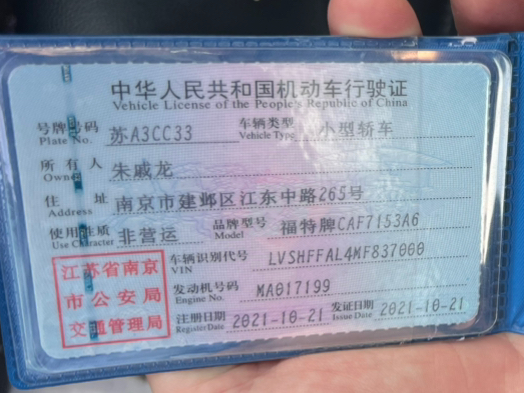 中华人民共和国机动车行驶证
Vehicle License of the People's Republic of China
号牌号码 苏A3CC33 车辆类型 小型轿车
Plate No. Vehicle Type
所有人 朱戚龙
Owner
住址 南京市建邺区江东中路265号
Address
使用性质 非营运 品牌型号 福特牌CAF7153A6
Use Character Model
江苏省南京 车辆识别代号 LVSHFFAL4MF837000
VIN
市公安局 发动机号码 MA017199
Engine No.
交通管理局 注册日期 2021-10-21 发证日期 2021-10-21
Register Date Issue Date